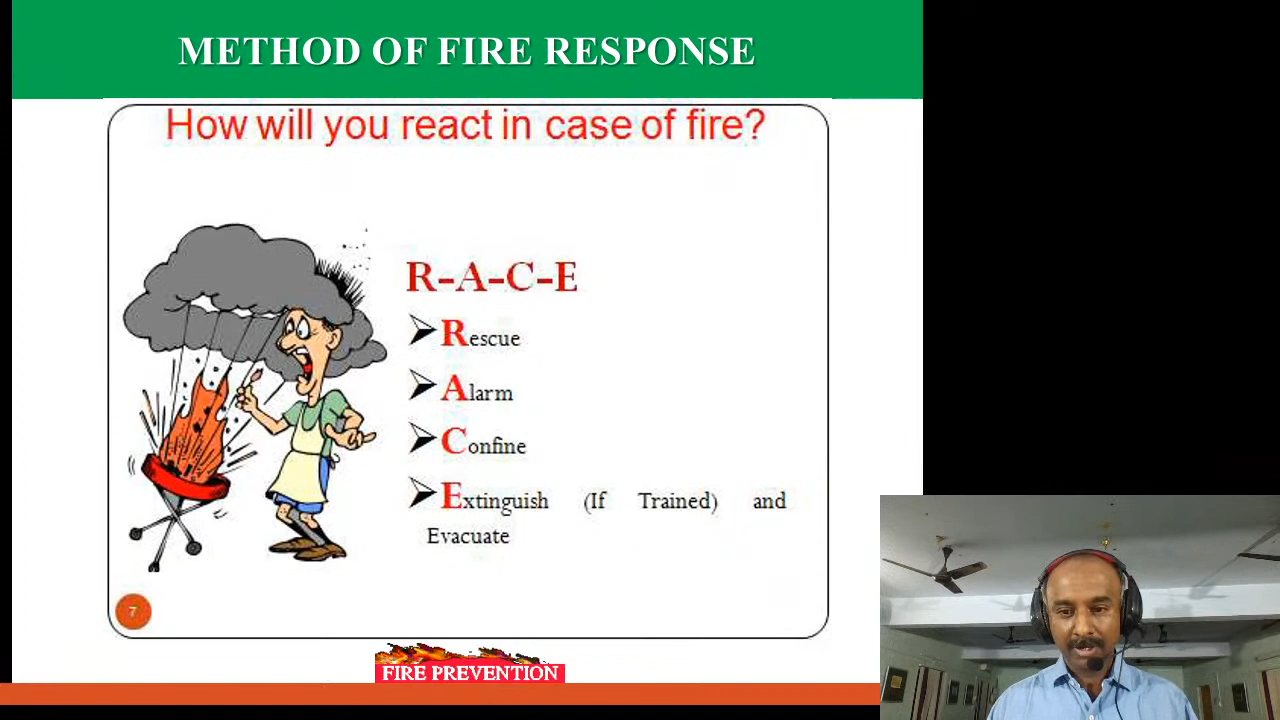 METHOD OF FIRE RESPONSE
How will you react in case of fire?
R-A-C-E
Rescue
Alarm
Confine
Extinguish (If Trained) and
Evacuate
7
FIRE PREVENTION